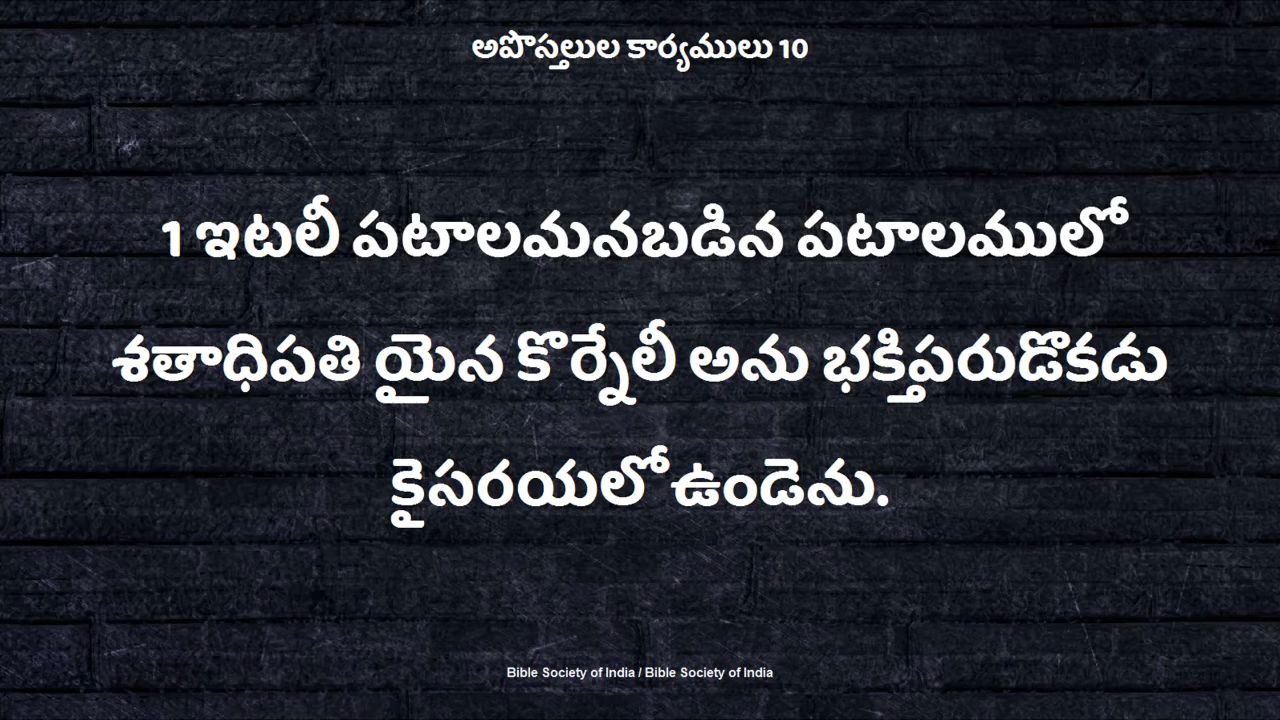 అపొస్తలుల కార్యములు 10
1 ఇటలీ పటాలమనబడిన పటాలములో
శతాధిపతి యైన కొర్నేలీ అను భక్తిపరుడొకడు
కైసరయలో ఉండెను.
Bible Society of India / Bible Society of India